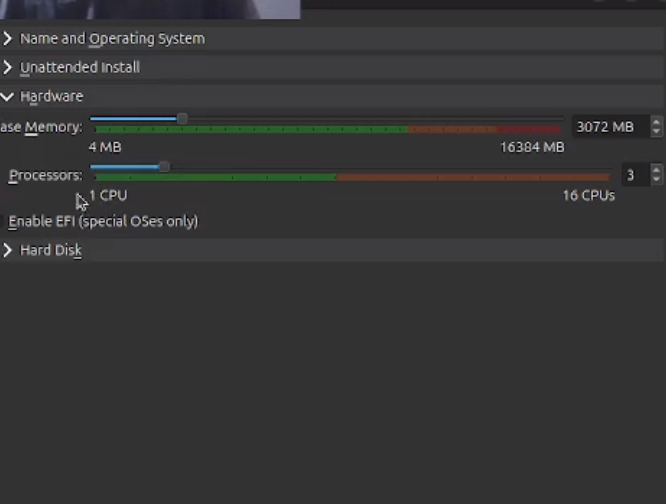 Name and Operating System
Unattended Install
Hardware
ase Memory: 3072 MB
4 MB 16384 MB
Processors: 3
1 CPU 16 CPUs
Enable EFI (special OSes only)
Hard Disk